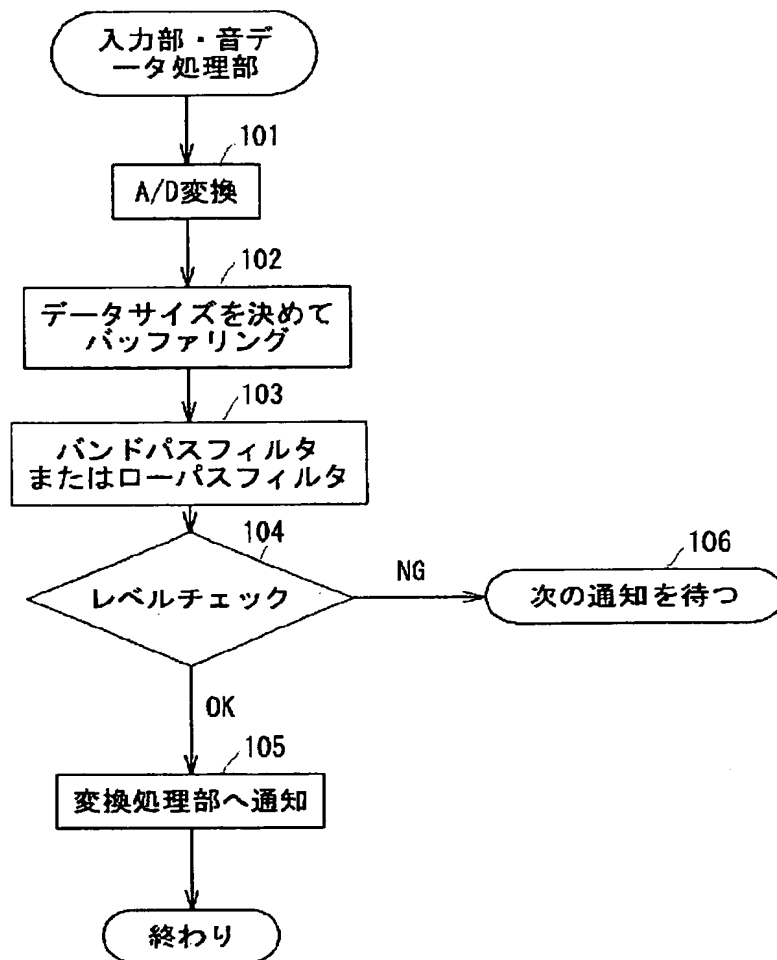 入力部・音デ
ータ処理部
101
A/D変換
102
データサイズを決めて
バッファリング
103
バンドパスフィルタ
またはローパスフィルタ
104
レベルチェック
NG
106
次の通知を待つ
OK
105
変換処理部へ通知
終わり